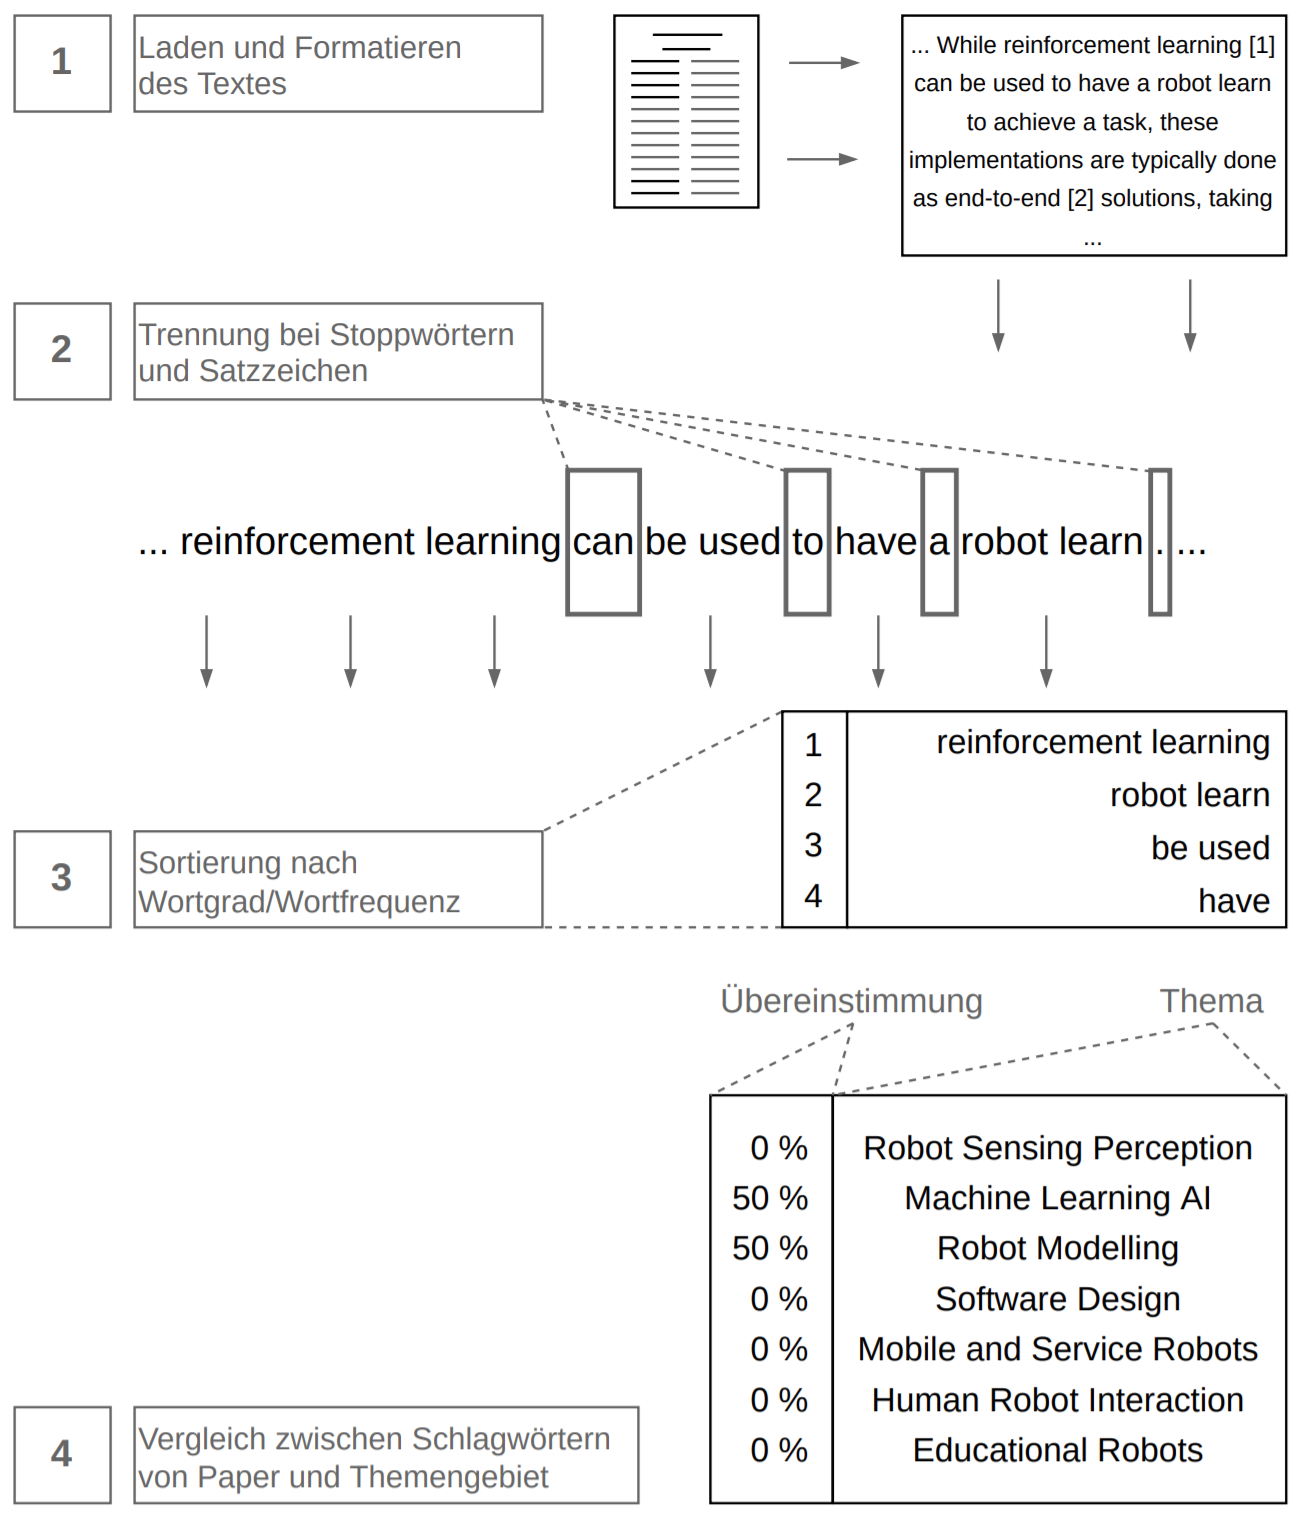 1
Laden und Formatieren
des Textes
... While reinforcement learning [1]
can be used to have a robot learn
to achieve a task, these
implementations are typically done
as end-to-end [2] solutions, taking
...
2
Trennung bei Stoppwörtern
und Satzzeichen
... reinforcement learning can be used to have a robot learn . ...
3
Sortierung nach
Wortgrad/Wortfrequenz
1 reinforcement learning
2 robot learn
3 be used
4 have
Übereinstimmung Thema
0 % Robot Sensing Perception
50 % Machine Learning AI
50 % Robot Modelling
0 % Software Design
0 % Mobile and Service Robots
0 % Human Robot Interaction
0 % Educational Robots
4
Vergleich zwischen Schlagwörtern
von Paper und Themengebiet